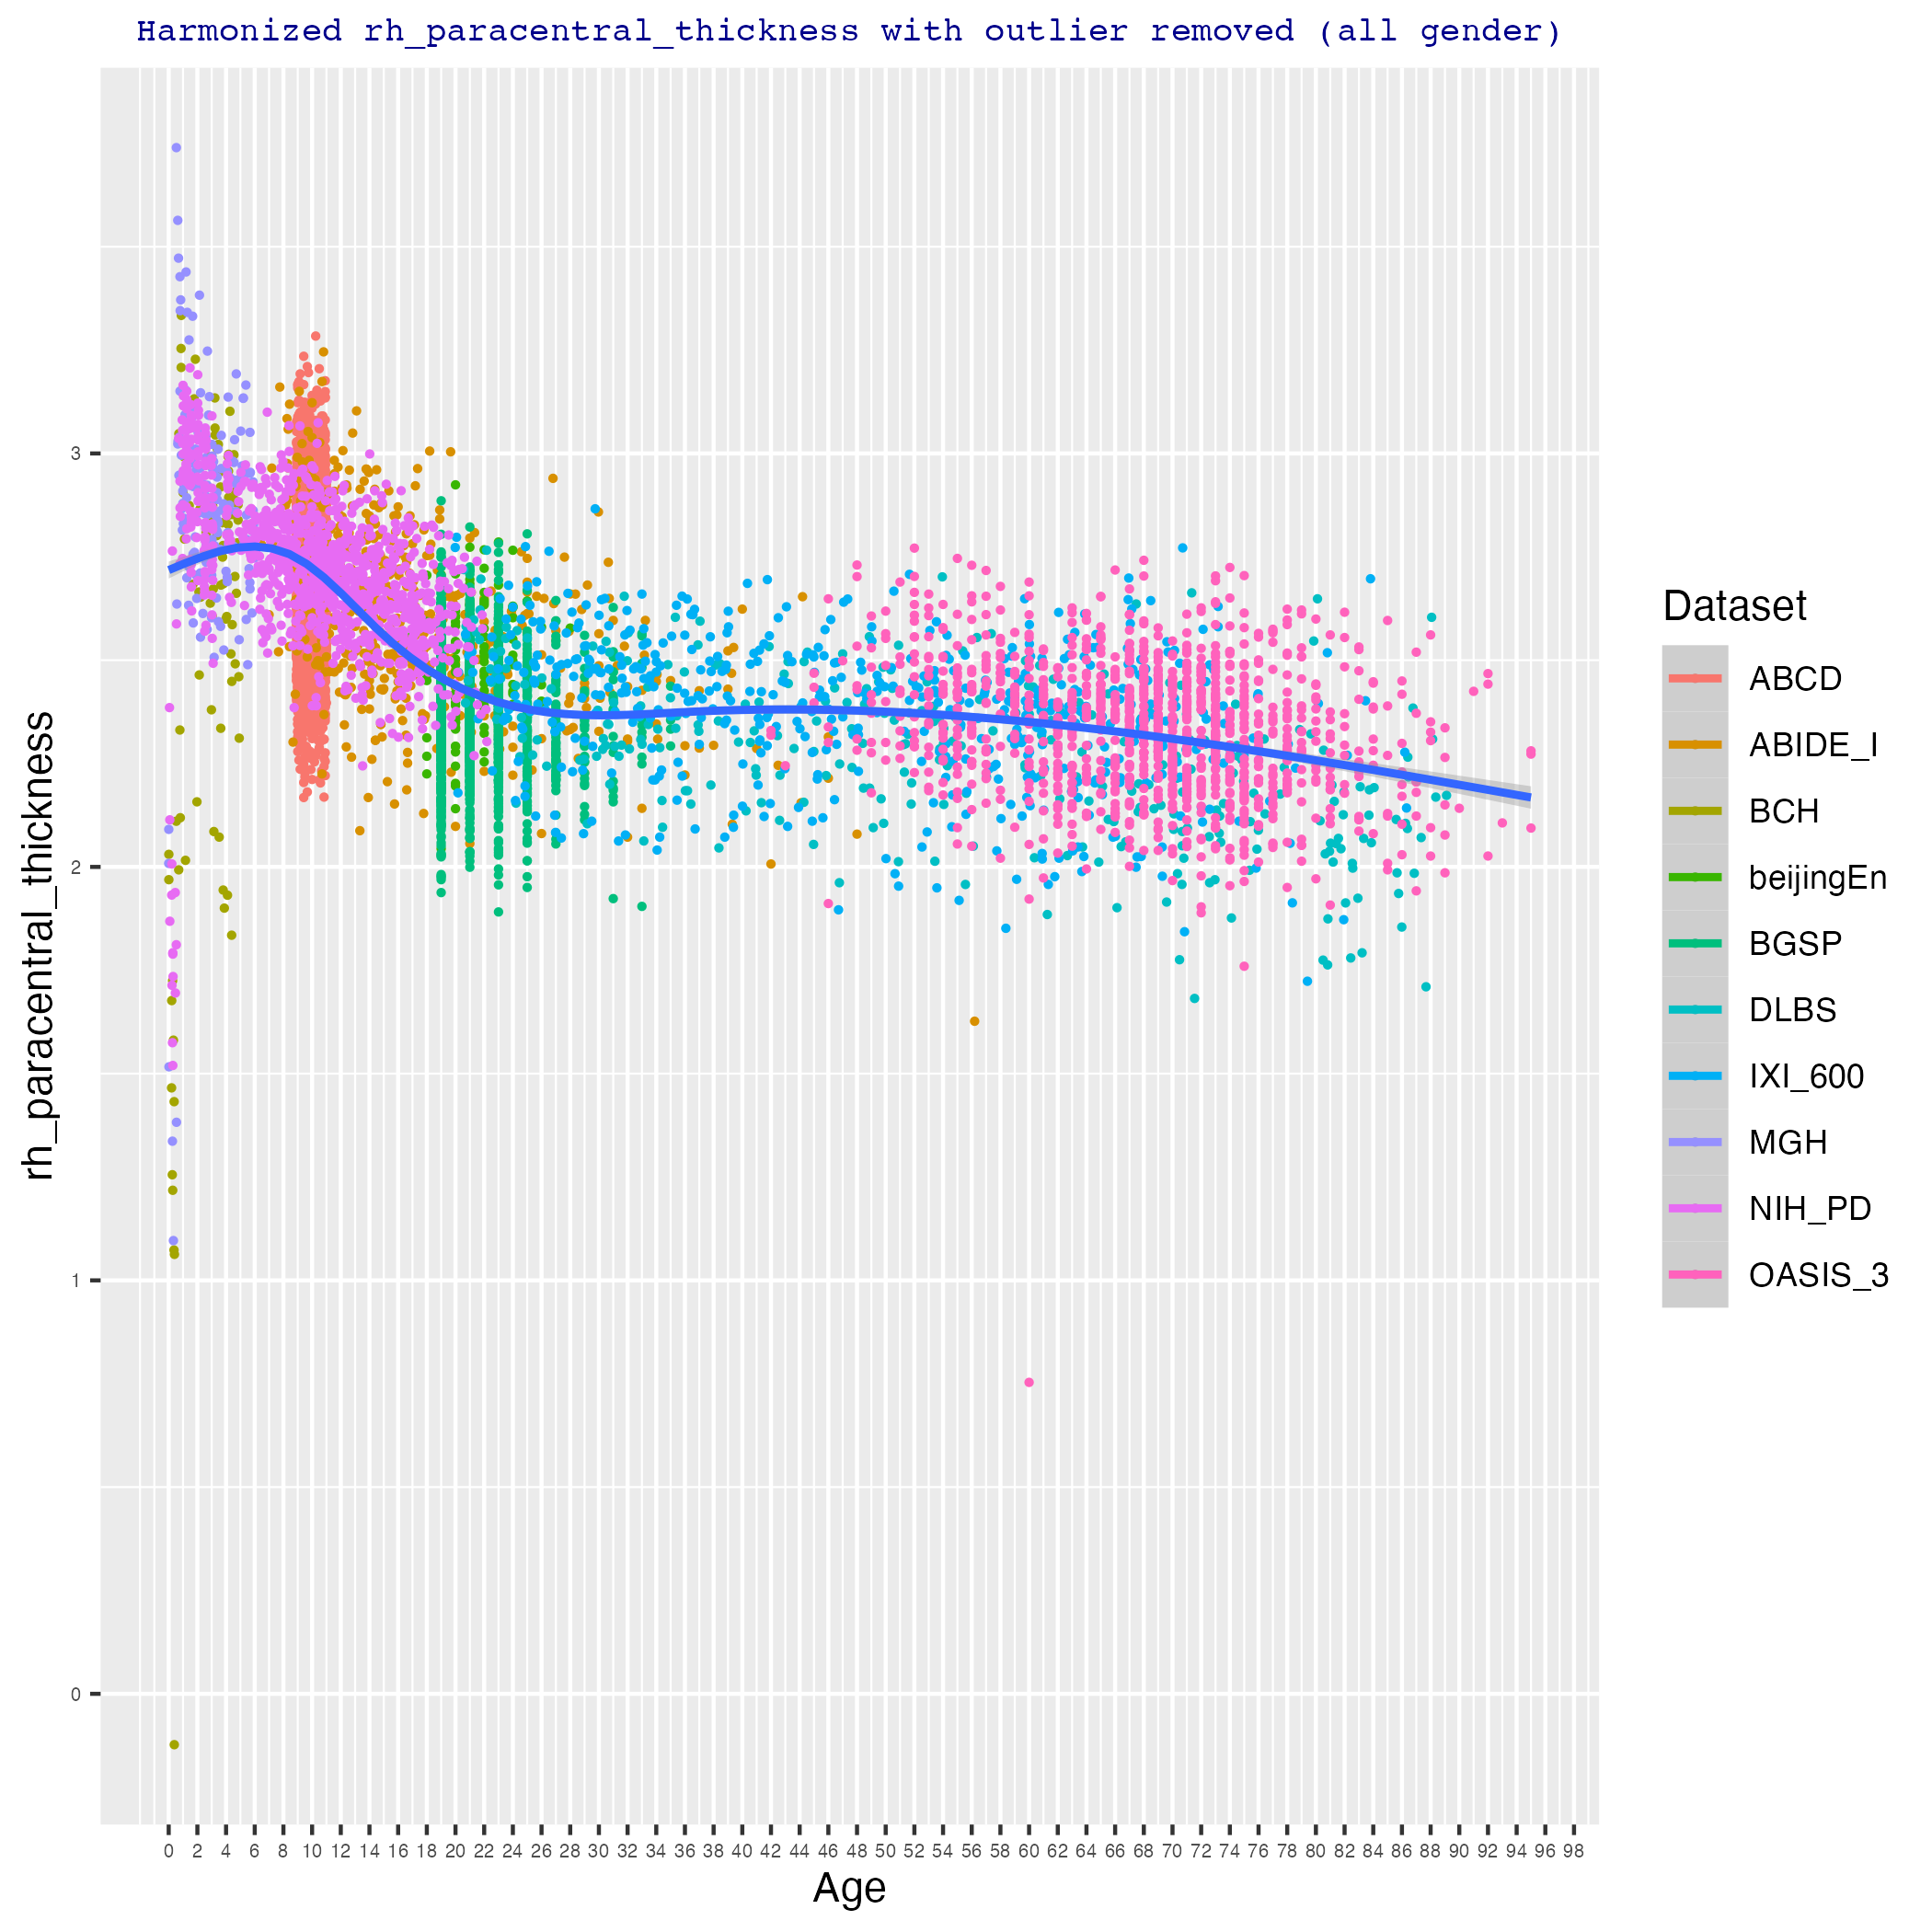 Harmonized rh_paracentral_thickness with outlier removed (all gender)
rh_paracentral_thickness
3
2
1
0
0 2 4 6 8 10 12 14 16 18 20 22 24 26 28 30 32 34 36 38 40 42 44 46 48 50 52 54 56 58 60 62 64 66 68 70 72 74 76 78 80 82 84 86 88 90 92 94 96 98
Age
Dataset
ABCD
ABIDE_I
BCH
beijingEn
BGSP
DLBS
IXI_600
MGH
NIH_PD
OASIS_3